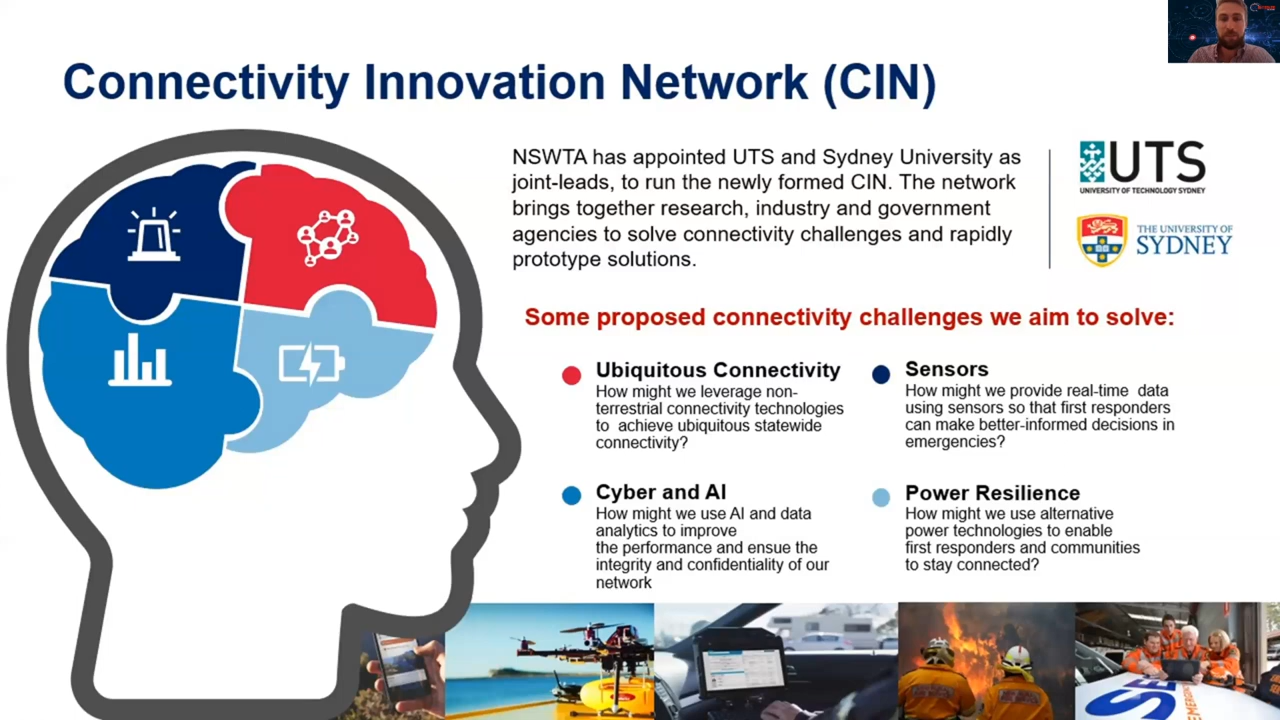 Connectivity Innovation Network (CIN)
NSWTA has appointed UTS and Sydney University as
joint-leads, to run the newly formed CIN. The network
brings together research, industry and government
agencies to solve connectivity challenges and rapidly
prototype solutions.
UTS
UNIVERSITY OF TECHNOLOGY SYDNEY
THE UNIVERSITY OF
SYDNEY
Some proposed connectivity challenges we aim to solve:
Ubiquitous Connectivity
How might we leverage non-
terrestrial connectivity technologies
to achieve ubiquitous statewide
connectivity?
Sensors
How might we provide real-time data
using sensors so that first responders
can make better-informed decisions in
emergencies?
Cyber and AI
How might we use AI and data
analytics to improve
the performance and ensue the
integrity and confidentiality of our
network
Power Resilience
How might we use alternative
power technologies to enable
first responders and communities
to stay connected?